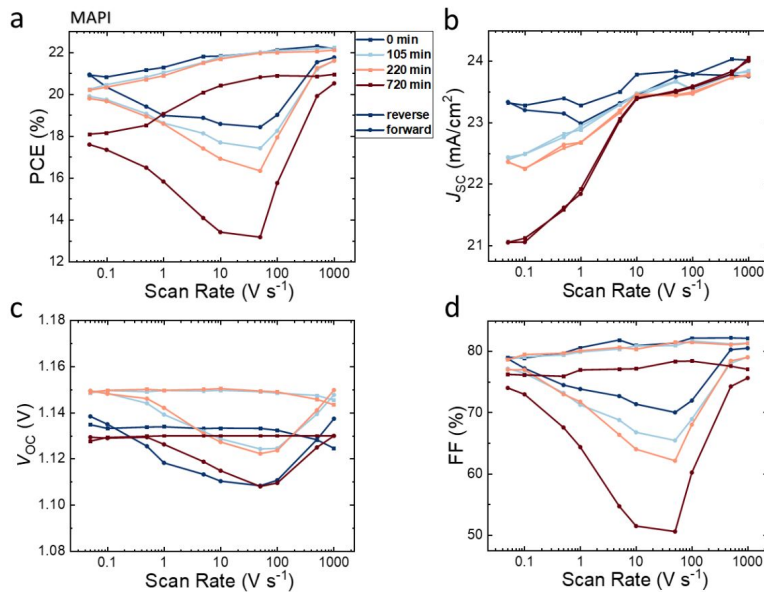 MAPI
a
PCE (%)
22
20
18
16
14
12
0.1
1
10
100
1000
Scan Rate (V s⁻¹)
0 min
105 min
220 min
720 min
reverse
forward
b
J_SC (mA/cm²)
24
23
22
21
0.1
1
10
100
1000
Scan Rate (V s⁻¹)
c
V_OC (V)
1.18
1.16
1.14
1.12
1.10
1.08
0.1
1
10
100
1000
Scan Rate (V s⁻¹)
d
FF (%)
80
70
60
50
0.1
1
10
100
1000
Scan Rate (V s⁻¹)